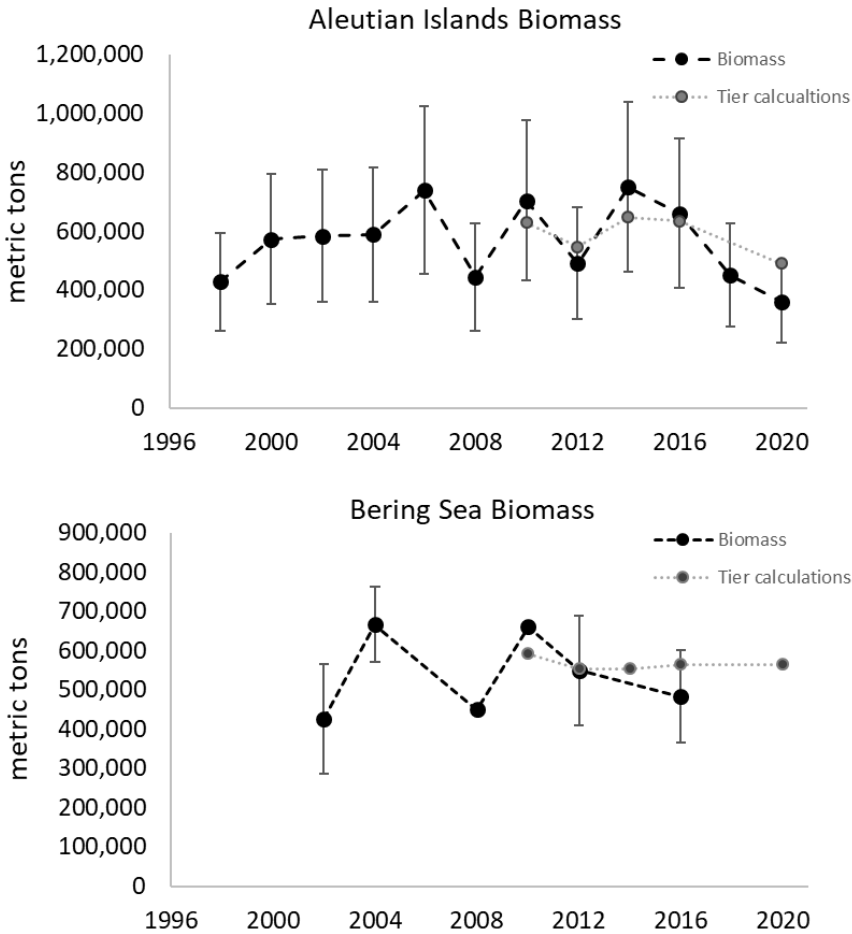 Aleutian Islands Biomass
1,200,000
1,000,000
800,000
600,000
400,000
200,000
0
metric tons
Biomass
Tier calcualtions
1996 2000 2004 2008 2012 2016 2020
Bering Sea Biomass
900,000
800,000
700,000
600,000
500,000
400,000
300,000
200,000
100,000
0
metric tons
Biomass
Tier calculations
1996 2000 2004 2008 2012 2016 2020